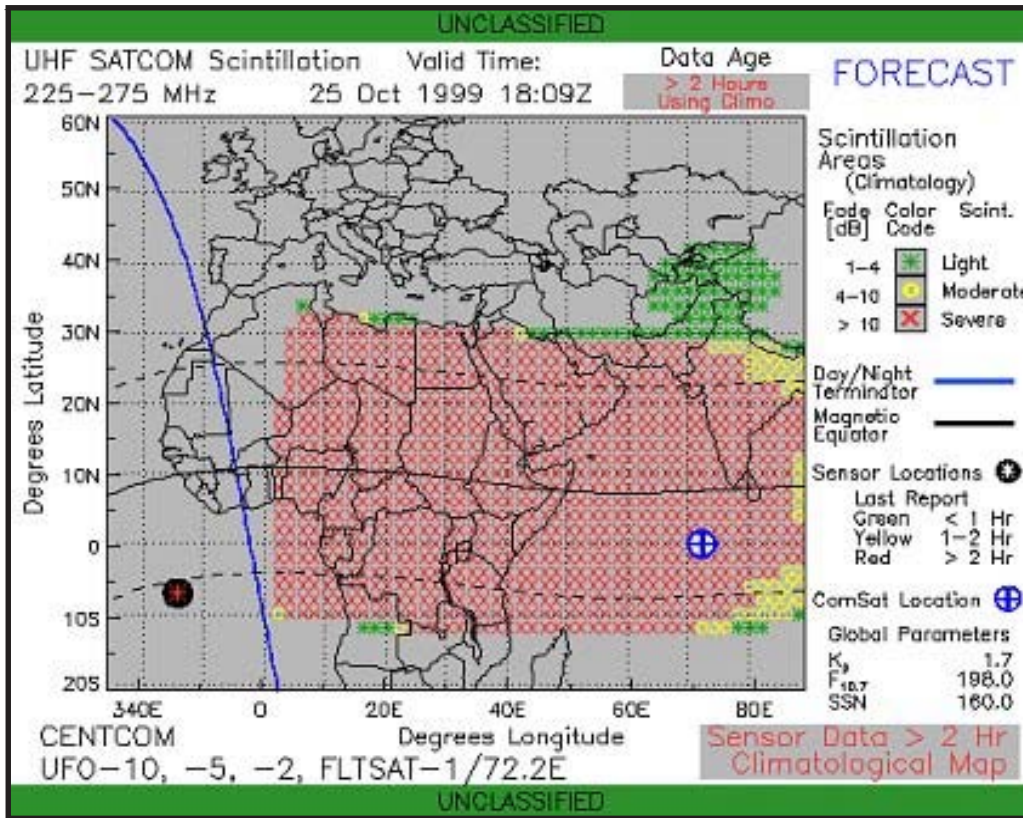 UNCLASSIFIED
UHF SATCOM Scintillation Valid Time:
225-275 MHz 25 Oct 1999 18:09Z
Data Age
> 2 Hours
Using Climo
FORECAST
60N
50N
40N
30N
20N
10N
0
10S
20S
Degrees Latitude
340E 0 20E 40E 60E 80E
Degrees Longitude
Scintillation
Areas
(Climatology)
Fade Color Scint.
[dB] Code
1-4 Light
4-10 Moderate
> 10 Severe
Day/Night
Terminator
Magnetic
Equator
Sensor Locations
Last Report
Green < 1 Hr
Yellow 1-2 Hr
Red > 2 Hr
ComSat Location
Global Parameters
Kp 1.7
F10.7 198.0
SSN 160.0
CENTCOM
UFO-10, -5, -2, FLTSAT-1/72.2E
Sensor Data > 2 Hr
Climatological Map
UNCLASSIFIED